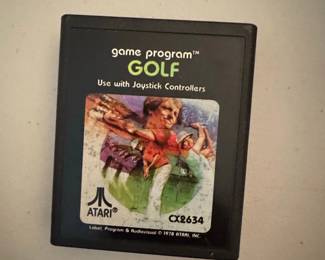 game program™
GOLF
Use with Joystick Controllers
ATARI®
CX2634
Label, Program & Audiovisual © 1978 ATARI, INC.